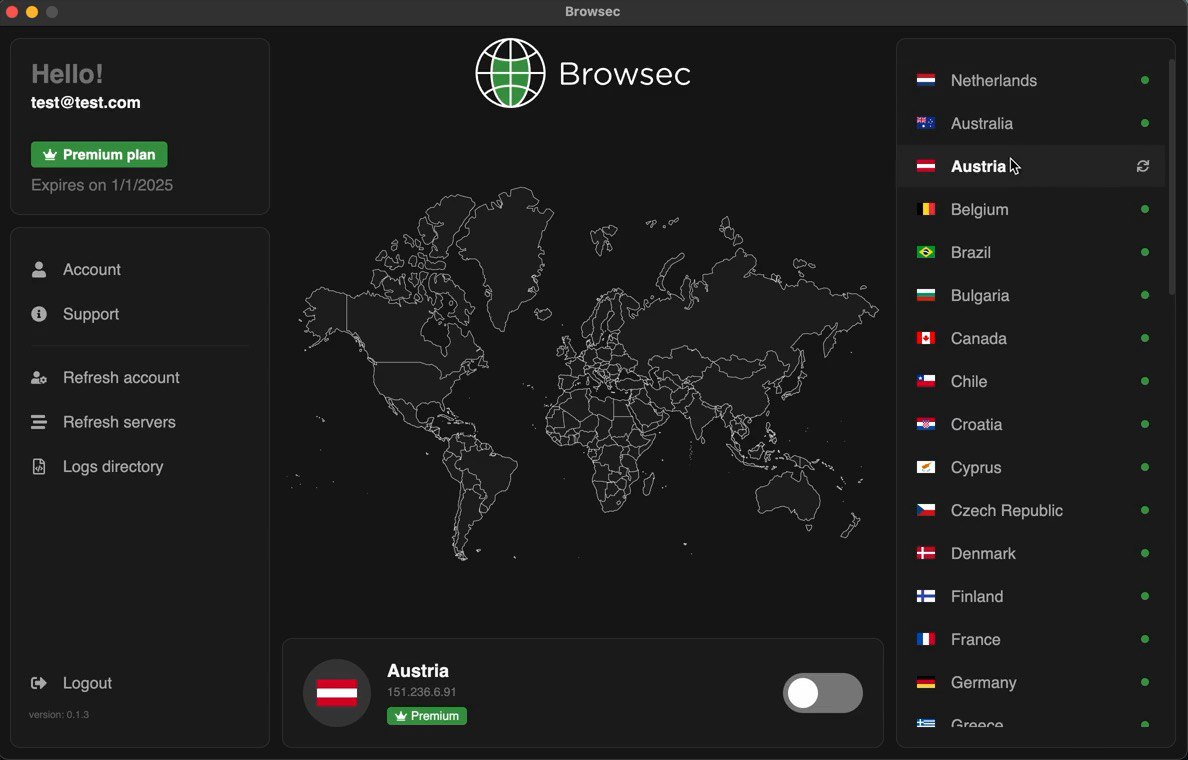 Browsec
Hello!
test@test.com
Premium plan
Expires on 1/1/2025
Account
Support
Refresh account
Refresh servers
Logs directory
Logout
version: 0.1.3
Browsec
Austria
151.236.6.91
Premium
Netherlands
Australia
Austria
Belgium
Brazil
Bulgaria
Canada
Chile
Croatia
Cyprus
Czech Republic
Denmark
Finland
France
Germany
Greece